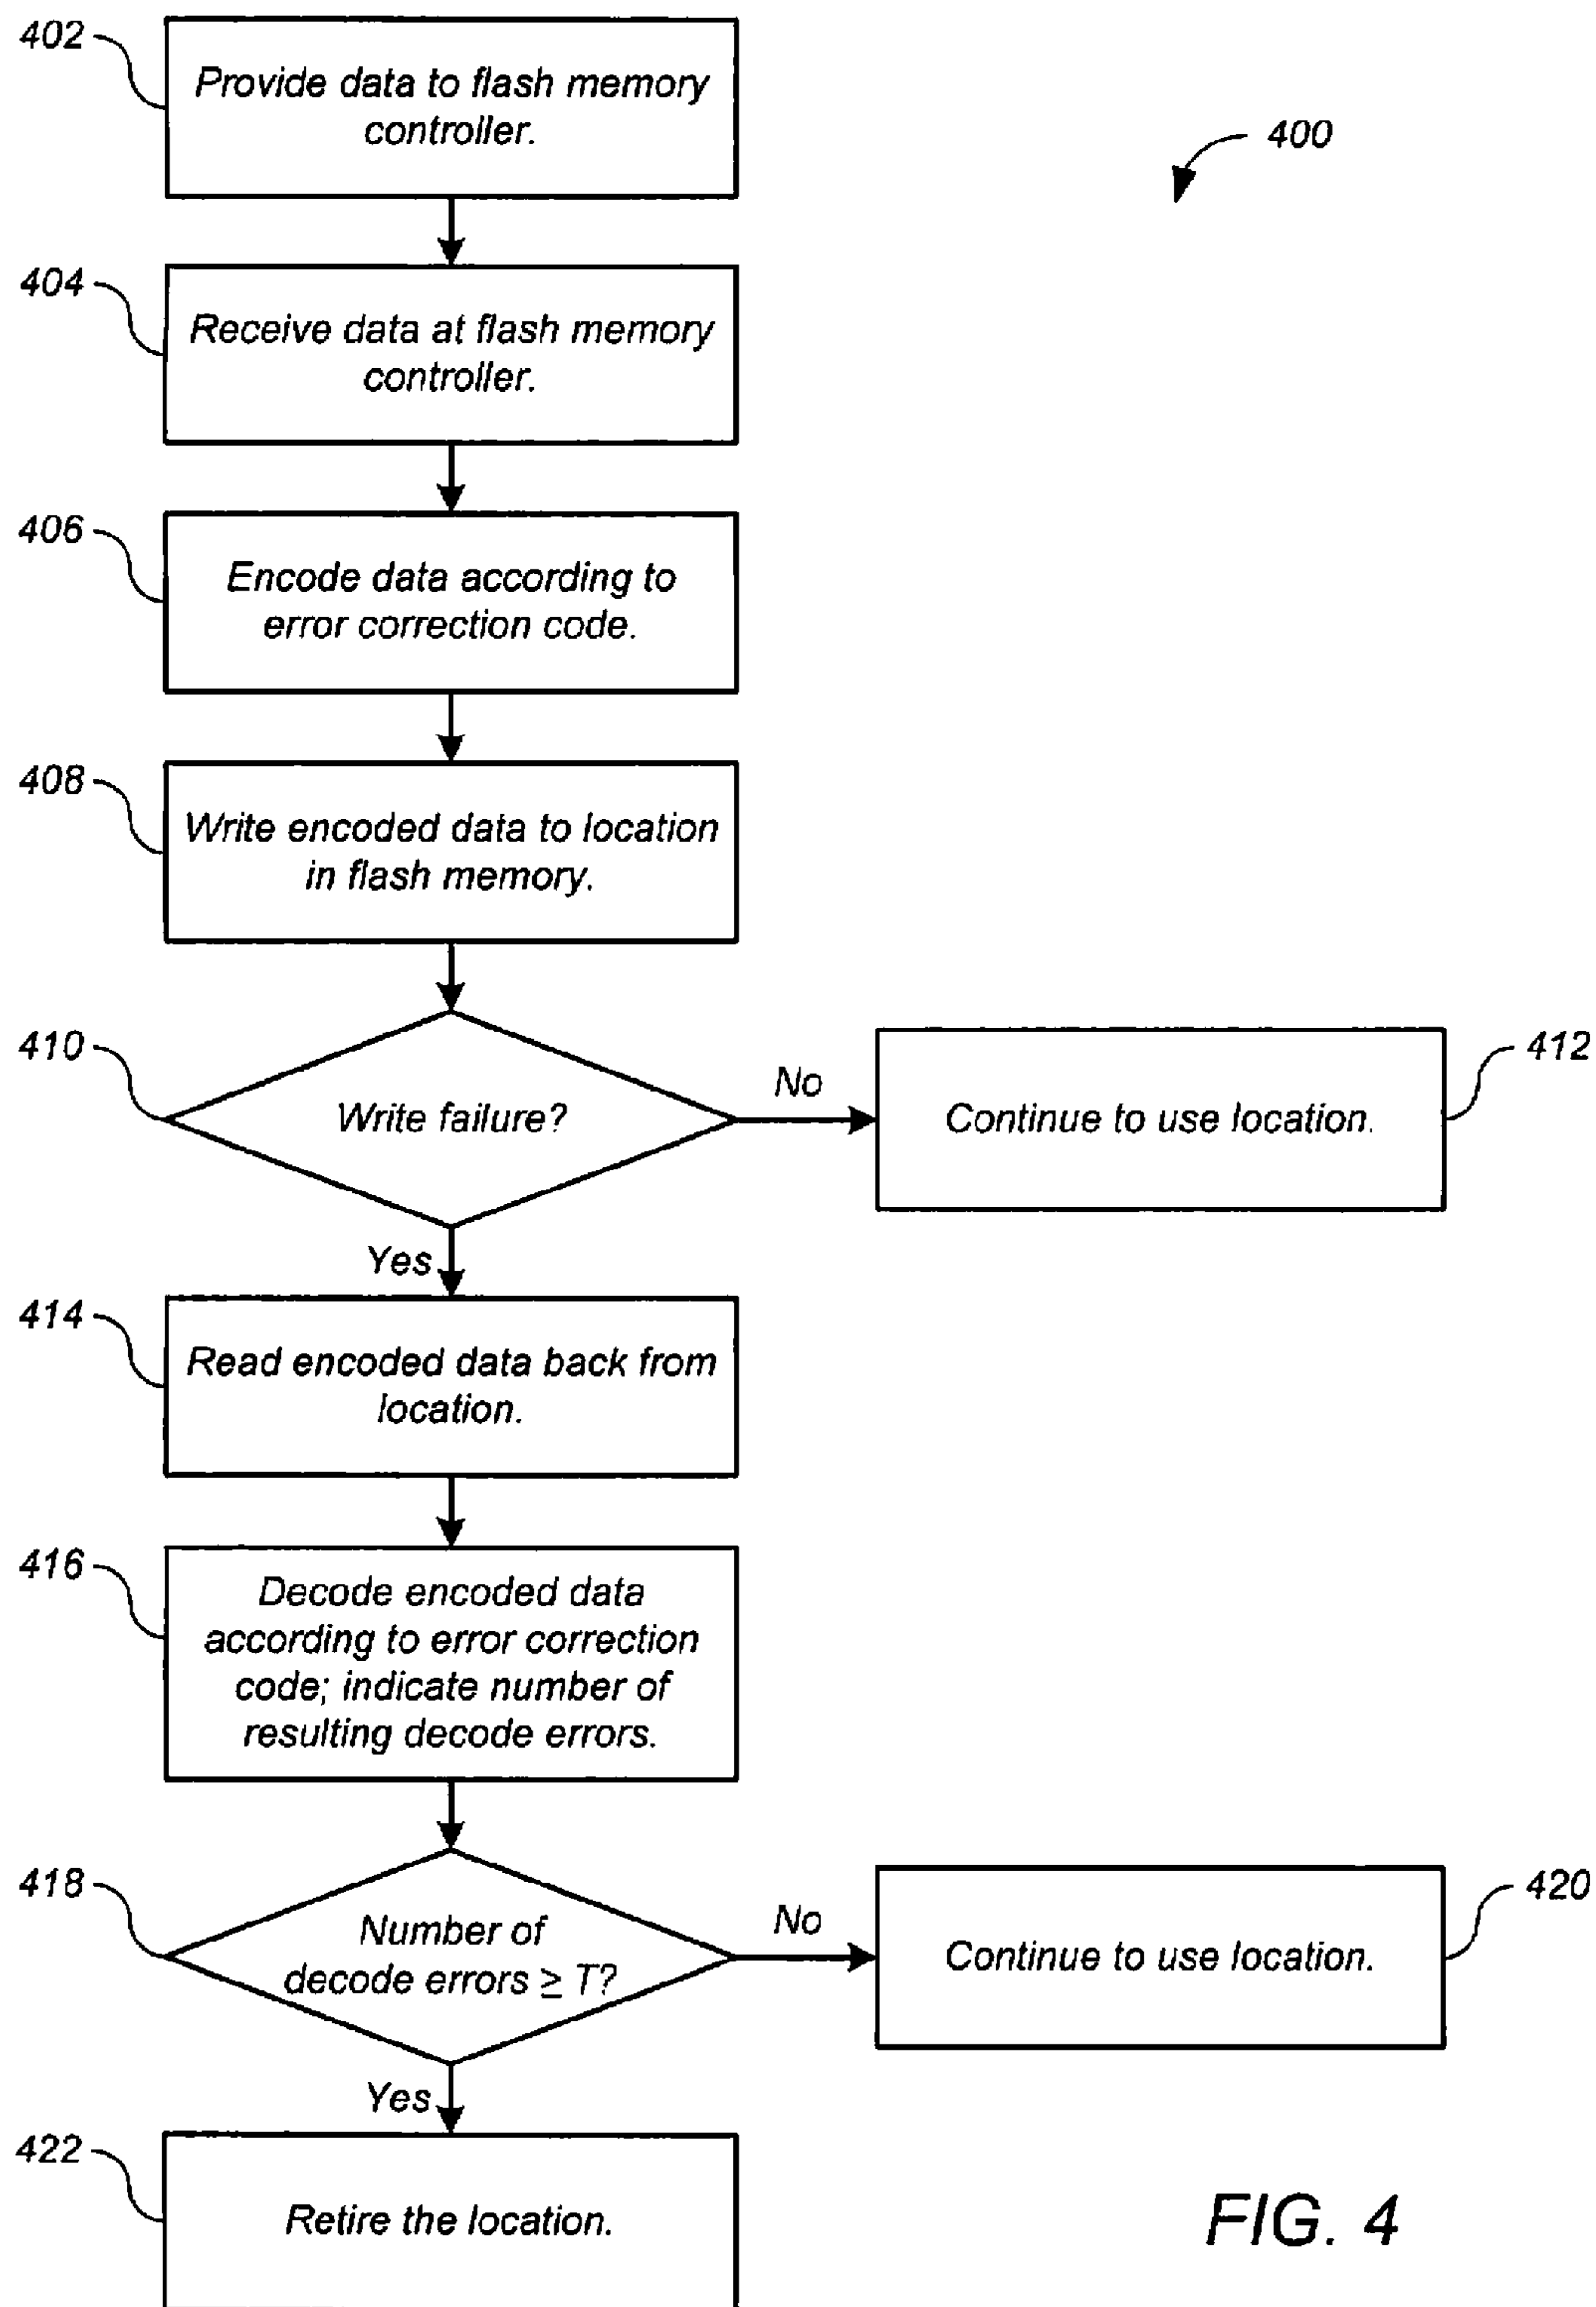 402
Provide data to flash memory
controller.
400
404
Receive data at flash memory
controller.
406
Encode data according to
error correction code.
408
Write encoded data to location
in flash memory.
410
Write failure?
No
412
Continue to use location.
Yes
414
Read encoded data back from
location.
416
Decode encoded data
according to error correction
code; indicate number of
resulting decode errors.
418
Number of
decode errors ≥ T?
No
420
Continue to use location.
Yes
422
Retire the location.
FIG. 4